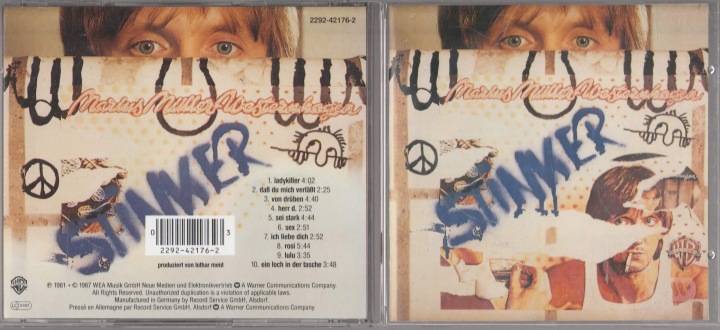 2292-42176-2
Marius Müller Westernhagen
STINKER
1. ladykiller 4:02
2. daß du mich verläßt 2:25
3. von drüben 4:40
4. herr d. 2:52
5. sei stark 4:44
6. sex 2:51
7. ich liebe dich 2:52
8. rosi 5:44
9. lulu 3:35
10. ein loch in der tasche 3:48
0 3
2292-42176-2
produziert von lothar meid
℗ 1981 • © 1987 WEA Musik GmbH Neue Medien und Elektronikvertrieb A Warner Communications Company
All Rights Reserved. Unauthorized duplication is a violation of applicable laws.
Manufactured in Germany by Record Service GmbH, Alsdorf.
Pressé en Allemagne par Record Service GmbH, Alsdorf. A Warner Communications Company
Marius Müller Westernhagen
STINKER